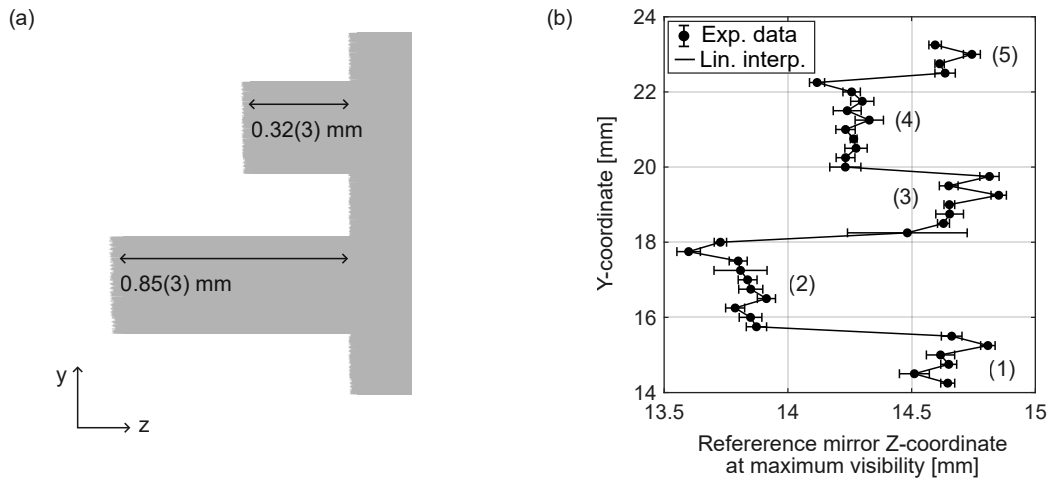 (a)
0.32(3) mm
0.85(3) mm
y
z
(b)
24
22
20
18
16
14
Y-coordinate [mm]
Exp. data
Lin. interp.
(5)
(4)
(3)
(2)
(1)
13.5 14 14.5 15
Refererence mirror Z-coordinate
at maximum visibility [mm]